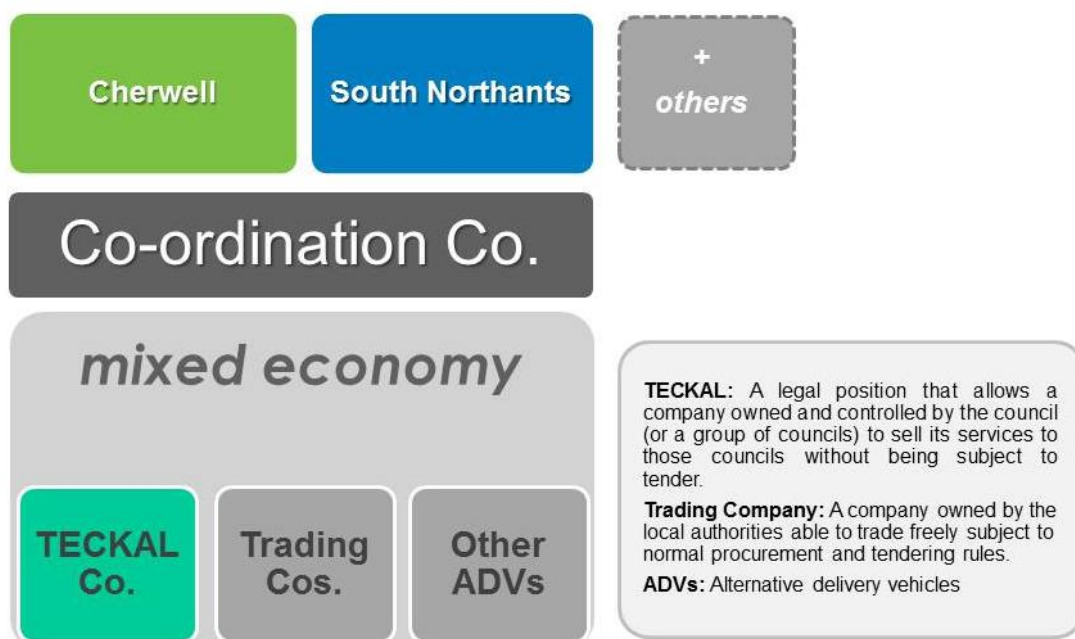 Cherwell
South Northants
+
others
Co-ordination Co.
mixed economy
TECKAL
Co.
Trading
Cos.
Other
ADVs
TECKAL: A legal position that allows a
company owned and controlled by the council
(or a group of councils) to sell its services to
those councils without being subject to
tender.
Trading Company: A company owned by the
local authorities able to trade freely subject to
normal procurement and tendering rules.
ADVs: Alternative delivery vehicles